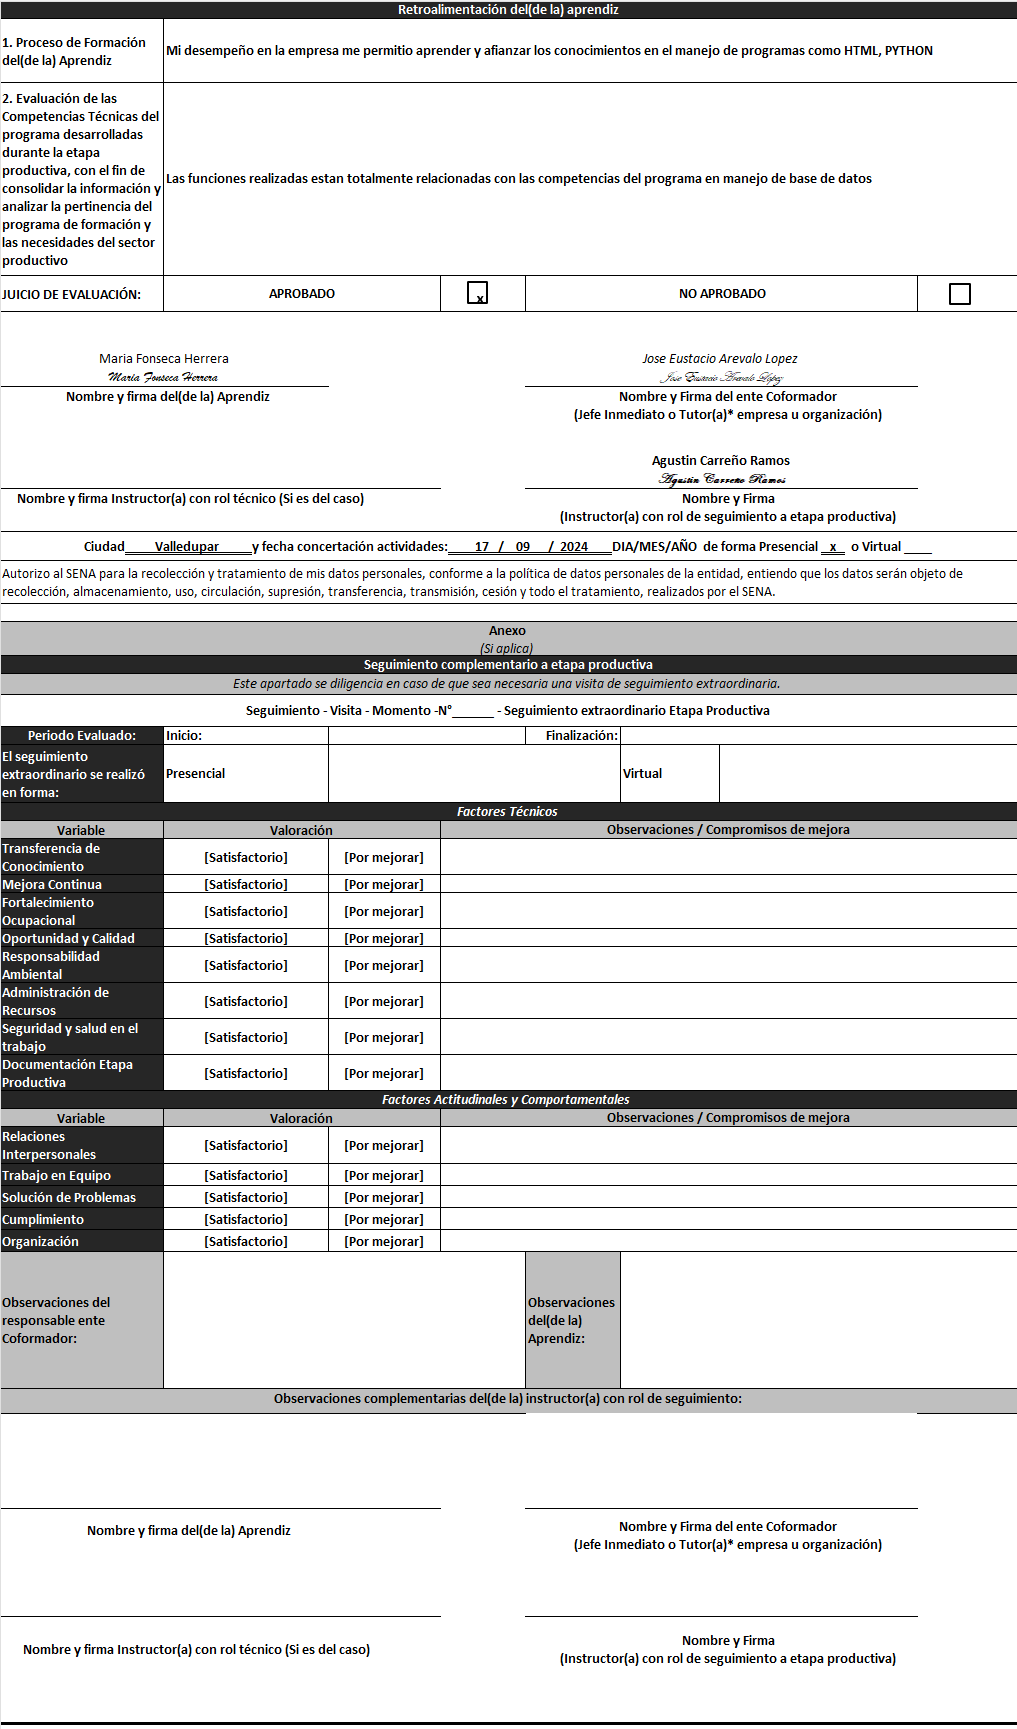 Retroalimentación del(de la) aprendiz
1. Proceso de Formación
del(de la) Aprendiz
Mi desempeño en la empresa me permitio aprender y afianzar los conocimientos en el manejo de programas como HTML, PYTHON
2. Evaluación de las
Competencias Técnicas del
programa desarrolladas
durante la etapa
productiva, con el fin de
consolidar la información y
analizar la pertinencia del
programa de formación y
las necesidades del sector
productivo
Las funciones realizadas estan totalmente relacionadas con las competencias del programa en manejo de base de datos
JUICIO DE EVALUACIÓN: APROBADO x NO APROBADO
Maria Fonseca Herrera
Maria Fonseca Herrera
Nombre y firma del(de la) Aprendiz
Jose Eustacio Arevalo Lopez
Jose Eustacio Arevalo López
Nombre y Firma del ente Coformador
(Jefe Inmediato o Tutor(a)* empresa u organización)
Agustin Carreño Ramos
Agustin Carreño Ramos
Nombre y firma Instructor(a) con rol técnico (Si es del caso)
Nombre y Firma
(Instructor(a) con rol de seguimiento a etapa productiva)
Ciudad Valledupar y fecha concertación actividades: 17 / 09 / 2024 DIA/MES/AÑO de forma Presencial x o Virtual ____
Autorizo al SENA para la recolección y tratamiento de mis datos personales, conforme a la política de datos personales de la entidad, entiendo que los datos serán objeto de
recolección, almacenamiento, uso, circulación, supresión, transferencia, transmisión, cesión y todo el tratamiento, realizados por el SENA.
Anexo
(Si aplica)
Seguimiento complementario a etapa productiva
Este apartado se diligencia en caso de que sea necesaria una visita de seguimiento extraordinaria.
Seguimiento - Visita - Momento -N°______ - Seguimiento extraordinario Etapa Productiva
Periodo Evaluado: Inicio: Finalización:
El seguimiento
extraordinario se realizó
en forma:
Presencial Virtual
Factores Técnicos
Variable Valoración Observaciones / Compromisos de mejora
Transferencia de
Conocimiento
[Satisfactorio] [Por mejorar]
Mejora Continua [Satisfactorio] [Por mejorar]
Fortalecimiento
Ocupacional
[Satisfactorio] [Por mejorar]
Oportunidad y Calidad [Satisfactorio] [Por mejorar]
Responsabilidad
Ambiental
[Satisfactorio] [Por mejorar]
Administración de
Recursos
[Satisfactorio] [Por mejorar]
Seguridad y salud en el
trabajo
[Satisfactorio] [Por mejorar]
Documentación Etapa
Productiva
[Satisfactorio] [Por mejorar]
Factores Actitudinales y Comportamentales
Variable Valoración Observaciones / Compromisos de mejora
Relaciones
Interpersonales
[Satisfactorio] [Por mejorar]
Trabajo en Equipo [Satisfactorio] [Por mejorar]
Solución de Problemas [Satisfactorio] [Por mejorar]
Cumplimiento [Satisfactorio] [Por mejorar]
Organización [Satisfactorio] [Por mejorar]
Observaciones del
responsable ente
Coformador:
Observaciones
del(de la)
Aprendiz:
Observaciones complementarias del(de la) instructor(a) con rol de seguimiento:
Nombre y firma del(de la) Aprendiz
Nombre y Firma del ente Coformador
(Jefe Inmediato o Tutor(a)* empresa u organización)
Nombre y firma Instructor(a) con rol técnico (Si es del caso)
Nombre y Firma
(Instructor(a) con rol de seguimiento a etapa productiva)